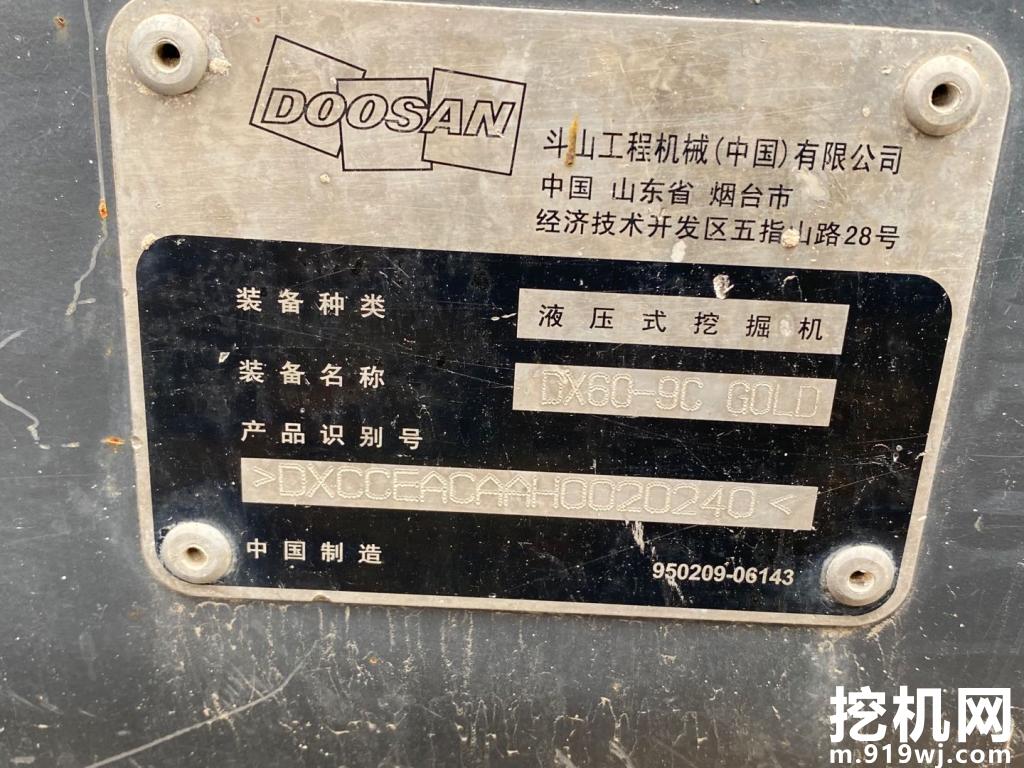 DOOSAN
斗山工程机械(中国)有限公司
中国 山东省 烟台市
经济技术开发区五指山路28号
装备种类 液压式挖掘机
装备名称 DX60-9C GOLD
产品识别号
>DXCCEACAAH0020240<
中国制造 950209-06143
挖机网
m.919wj.com